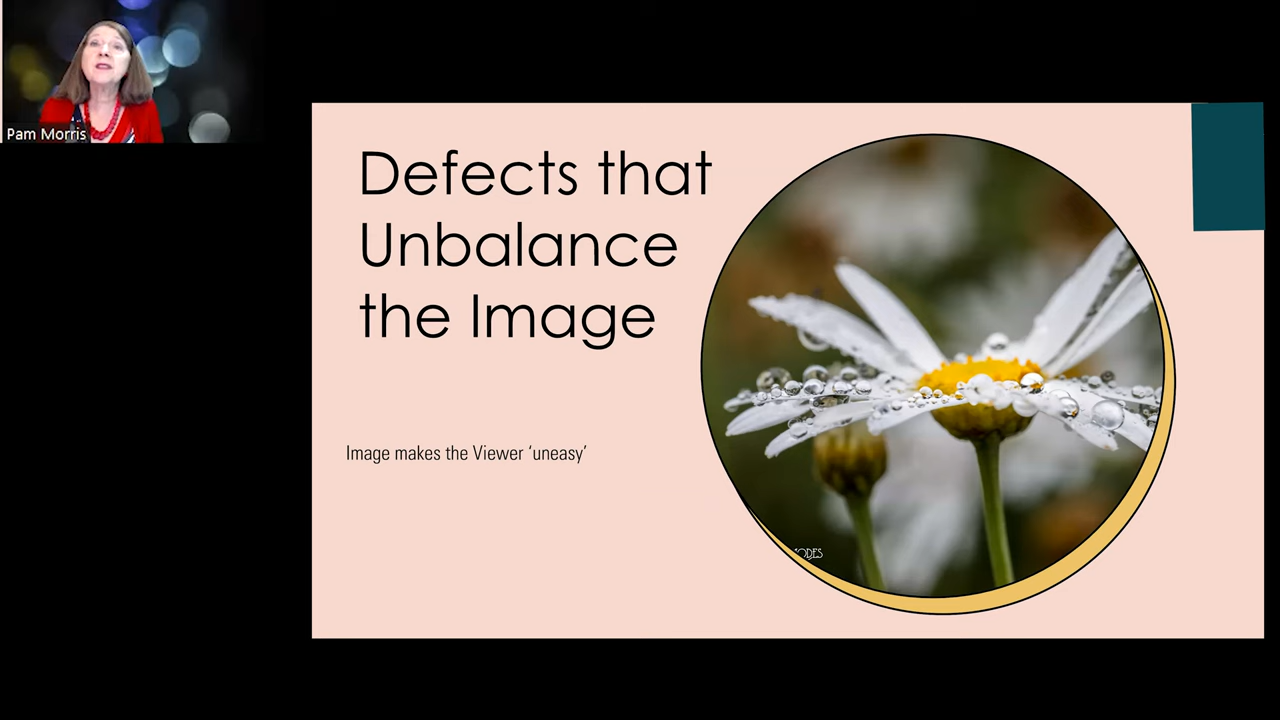 Pam Morris
Defects that
Unbalance
the Image
Image makes the Viewer ‘uneasy’